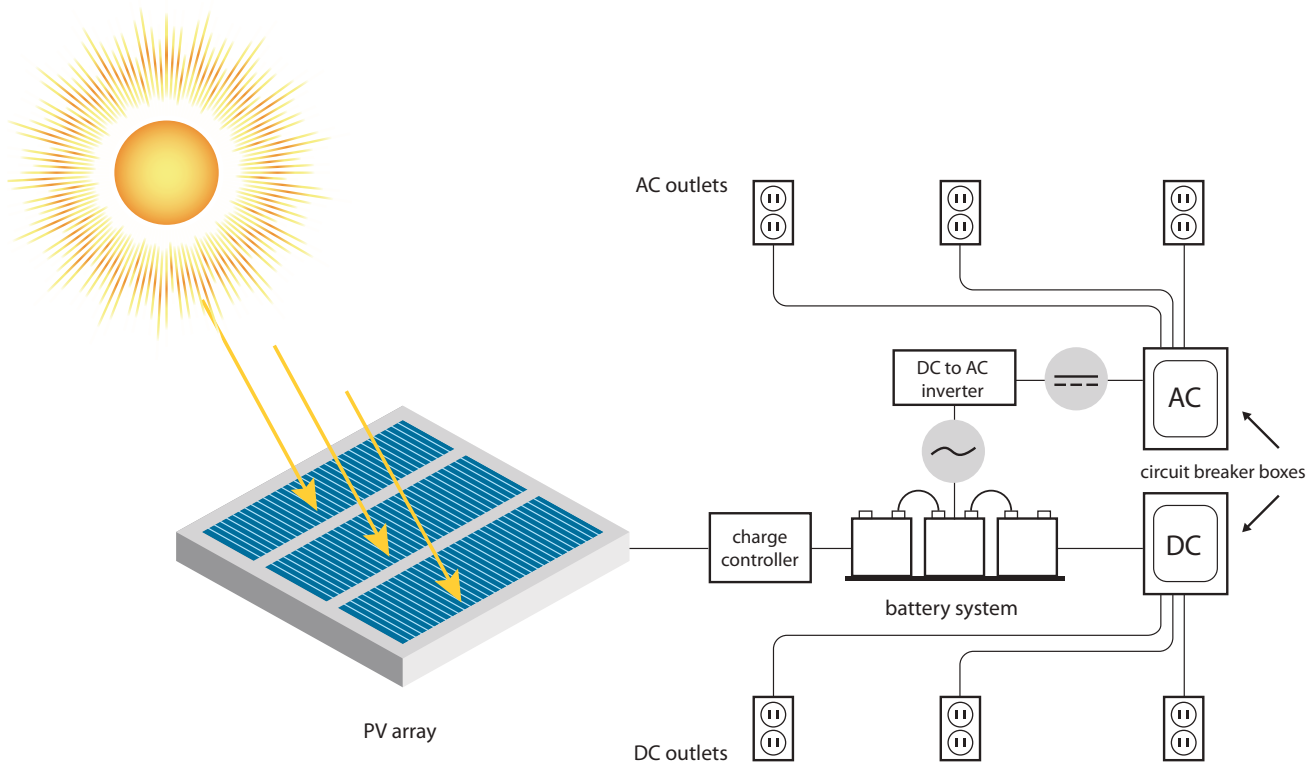 AC outlets
DC to AC
inverter
AC
circuit breaker boxes
charge
controller
DC
battery system
PV array
DC outlets